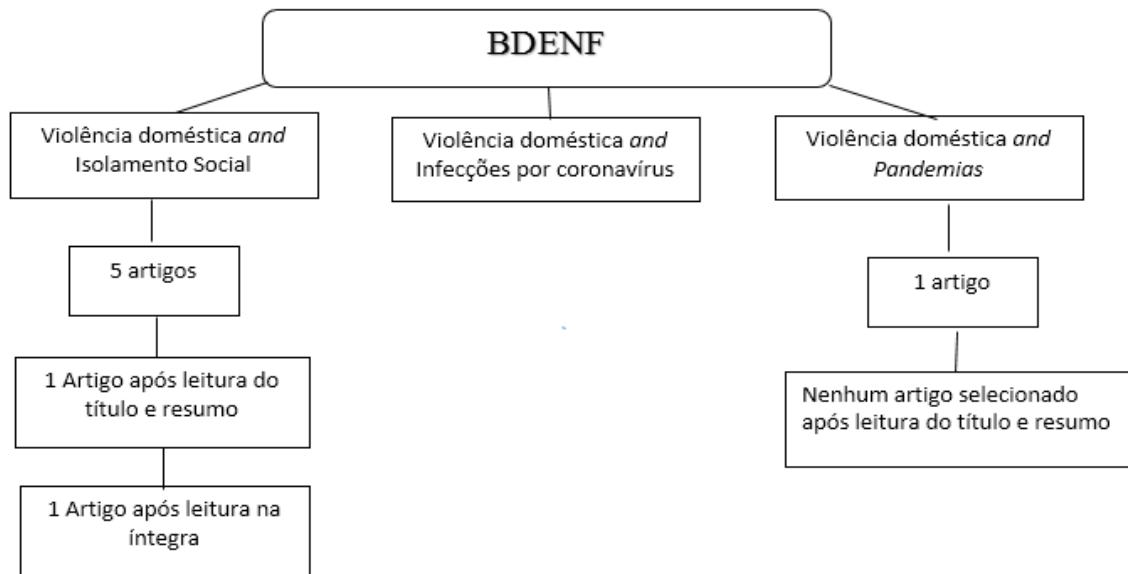 BDENF
Violência doméstica and
Isolamento Social
Violência doméstica and
Infecções por coronavírus
Violência doméstica and
Pandemias
5 artigos
1 artigo
1 Artigo após leitura do
título e resumo
Nenhum artigo selecionado
após leitura do título e resumo
1 Artigo após leitura na
íntegra